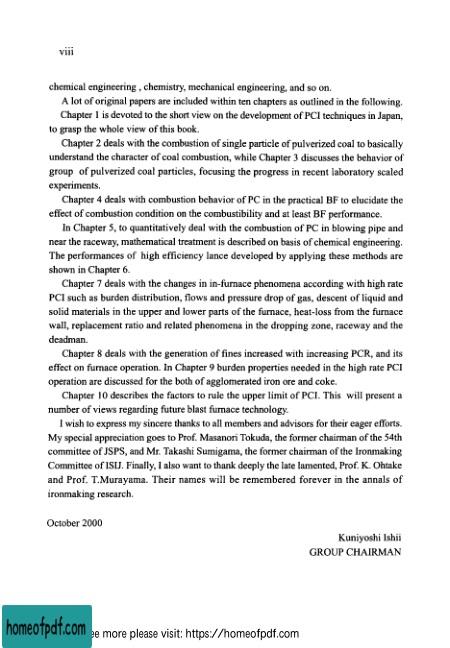 viii
chemical engineering , chemistry, mechanical engineering, and so on.
A lot of original papers are included within ten chapters as outlined in the following.
Chapter 1 is devoted to the short view on the development of PCI techniques in Japan,
to grasp the whole view of this book.
Chapter 2 deals with the combustion of single particle of pulverized coal to basically
understand the character of coal combustion, while Chapter 3 discusses the behavior of
group of pulverized coal particles, focusing the progress in recent laboratory scaled
experiments.
Chapter 4 deals with combustion behavior of PC in the practical BF to elucidate the
effect of combustion condition on the combustibility and at least BF performance.
In Chapter 5, to quantitatively deal with the combustion of PC in blowing pipe and
near the raceway, mathematical treatment is described on basis of chemical engineering.
The performances of high efficiency lance developed by applying these methods are
shown in Chapter 6.
Chapter 7 deals with the changes in in-furnace phenomena according with high rate
PCI such as burden distribution, flows and pressure drop of gas, descent of liquid and
solid materials in the upper and lower parts of the furnace, heat-loss from the furnace
wall, replacement ratio and related phenomena in the dropping zone, raceway and the
deadman.
Chapter 8 deals with the generation of fines increased with increasing PCR, and its
effect on furnace operation. In Chapter 9 burden properties needed in the high rate PCI
operation are discussed for the both of agglomerated iron ore and coke.
Chapter 10 describes the factors to rule the upper limit of PCI. This will present a
number of views regarding future blast furnace technology.
I wish to express my sincere thanks to all members and advisors for their eager efforts.
My special appreciation goes to Prof. Masanori Tokuda, the former chairman of the 54th
committee of JSPS, and Mr. Takashi Sumigama, the former chairman of the Ironmaking
Committee of ISIJ. Finally, I also want to thank deeply the late lamented, Prof. K. Ohtake
and Prof. T.Murayama. Their names will be remembered forever in the annals of
ironmaking research.
October 2000
Kuniyoshi Ishii
GROUP CHAIRMAN
homeofpdf.com
ee more please visit: https://homeofpdf.com